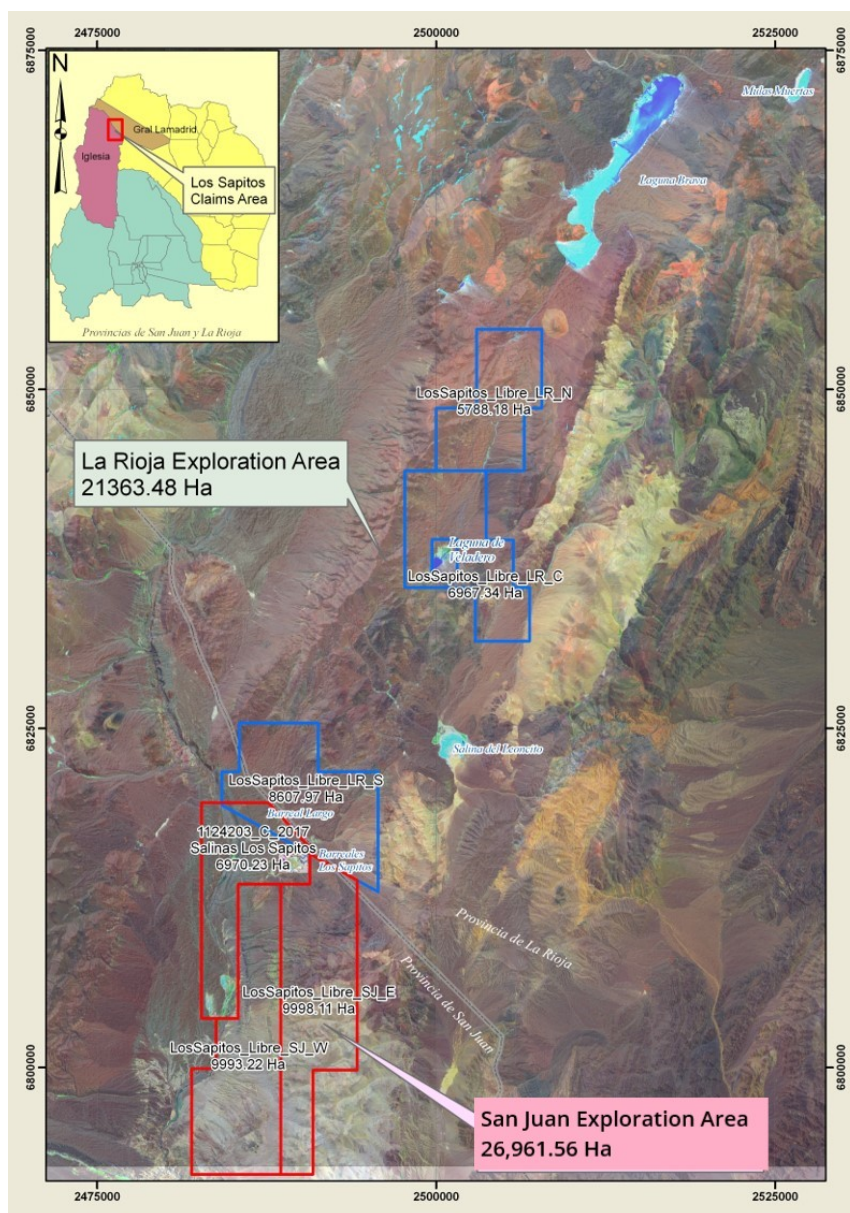 2475000
2500000
2525000
6875000
6875000
N
Gral Lamadrid
Iglesia
Los Sapitos
Claims Area
Provincias de San Juan y La Rioja
Mulas Muertas
Laguna Brava
6850000
6850000
LosSapitos_Libre_LR_N
5788.18 Ha
La Rioja Exploration Area
21363.48 Ha
Laguna de
Veladero
LosSapitos_Libre_LR_C
6967.34 Ha
6825000
6825000
Salina del Leoncito
LosSapitos_Libre_LR_S
8607.97 Ha
Barreal Largo
1124203_C_2017
Salinas Los Sapitos
6970.23 Ha
Barreales
Los Sapitos
Provincia de La Rioja
Provincia de San Juan
LosSapitos_Libre_SJ_E
9998.11 Ha
LosSapitos_Libre_SJ_W
9993.22 Ha
6800000
6800000
San Juan Exploration Area
26,961.56 Ha
2475000
2500000
2525000